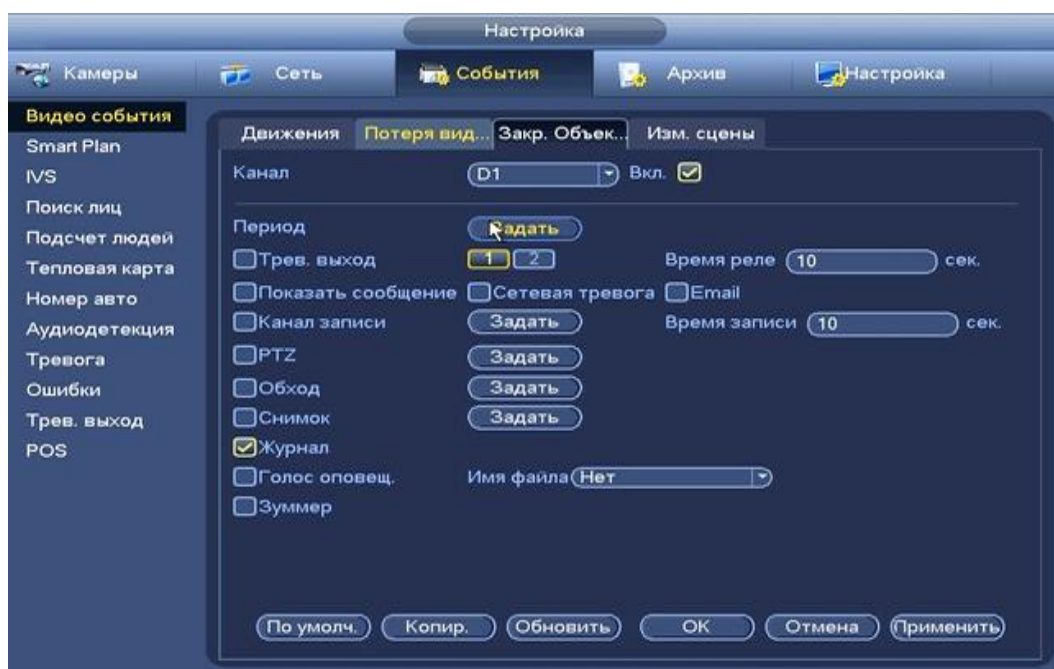 Настройка
Камеры Сеть События Архив Настройка
Видео события
Smart Plan
IVS
Поиск лиц
Подсчет людей
Тепловая карта
Номер авто
Аудиодетекция
Тревога
Ошибки
Трев. выход
POS
Движения Потеря вид... Закр. Объек... Изм. сцены
Канал D1 Вкл.
Период Задать
Трев. выход 1 2 Время реле 10 сек.
Показать сообщение Сетевая тревога Email
Канал записи Задать Время записи 10 сек.
PTZ Задать
Обход Задать
Снимок Задать
Журнал
Голос оповещ. Имя файла Нет
Зуммер
По умолч. Копир. Обновить OK Отмена Применить